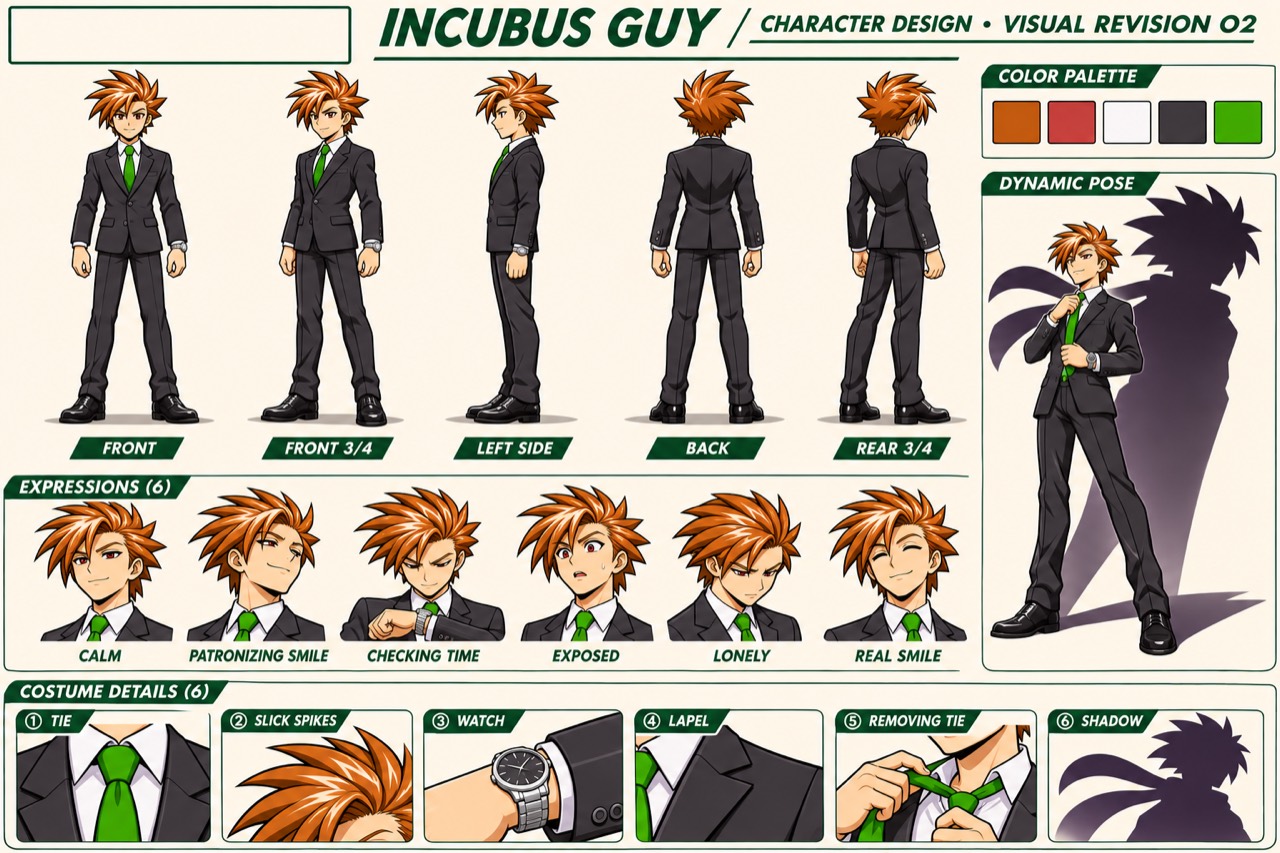 INCUBUS GUY / CHARACTER DESIGN • VISUAL REVISION 02
COLOR PALETTE
DYNAMIC POSE
FRONT
FRONT 3/4
LEFT SIDE
BACK
REAR 3/4
EXPRESSIONS (6)
CALM
PATRONIZING SMILE
CHECKING TIME
EXPOSED
LONELY
REAL SMILE
COSTUME DETAILS (6)
① TIE
② SLICK SPIKES
③ WATCH
④ LAPEL
⑤ REMOVING TIE
⑥ SHADOW